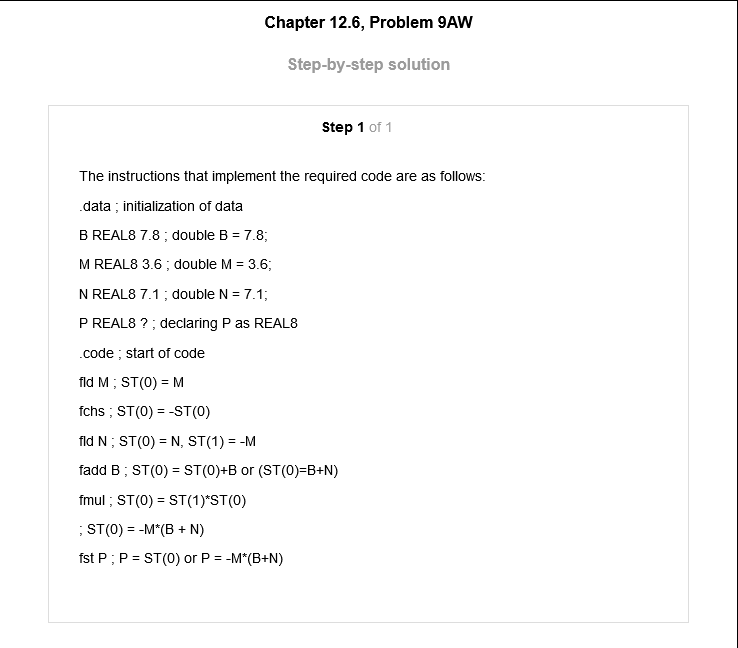 Chapter 12.6, Problem 9AW
Step-by-step solution
Step 1 of 1
The instructions that implement the required code are as follows:
.data ; initialization of data
B REAL8 7.8 ; double B = 7.8;
M REAL8 3.6 ; double M = 3.6;
N REAL8 7.1 ; double N = 7.1;
P REAL8 ? ; declaring P as REAL8
.code ; start of code
fld M ; ST(0) = M
fchs ; ST(0) = -ST(0)
fld N ; ST(0) = N, ST(1) = -M
fadd B ; ST(0) = ST(0)+B or (ST(0)=B+N)
fmul ; ST(0) = ST(1)*ST(0)
; ST(0) = -M*(B + N)
fst P ; P = ST(0) or P = -M*(B+N)